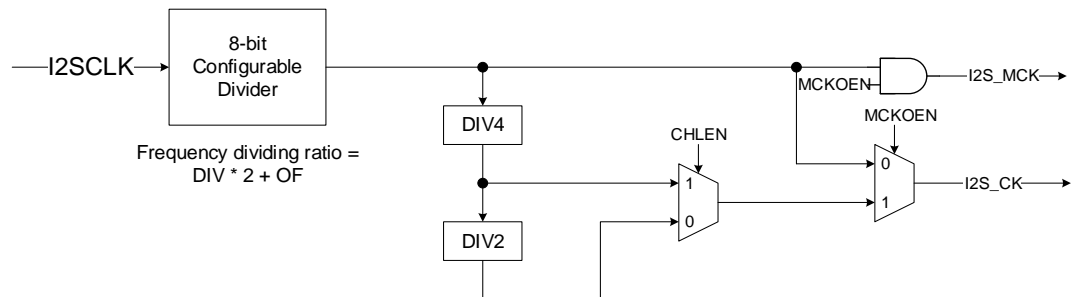 I2SCLK
8-bit
Configurable
Divider
Frequency dividing ratio =
DIV * 2 + OF
DIV4
DIV2
CHLEN
1
0
MCKOEN
I2S_MCK
MCKOEN
0
1
I2S_CK